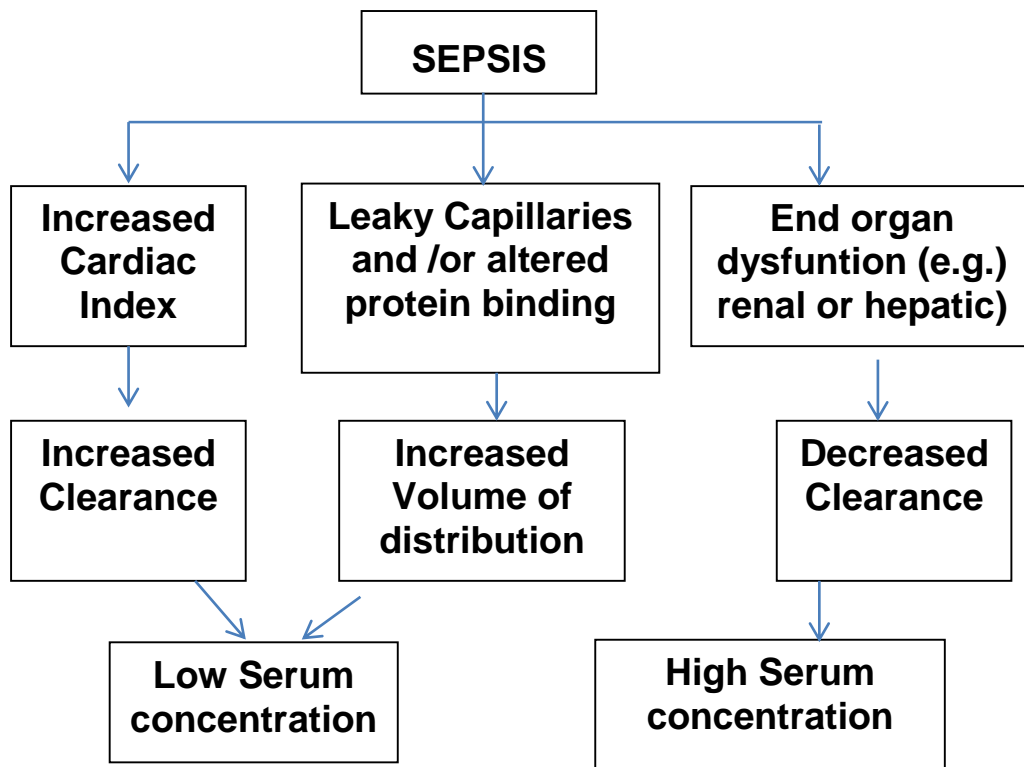 SEPSIS
Increased
Cardiac
Index
Leaky Capillaries
and /or altered
protein binding
End organ
dysfuntion (e.g.)
renal or hepatic)
Increased
Clearance
Increased
Volume of
distribution
Decreased
Clearance
Low Serum
concentration
High Serum
concentration